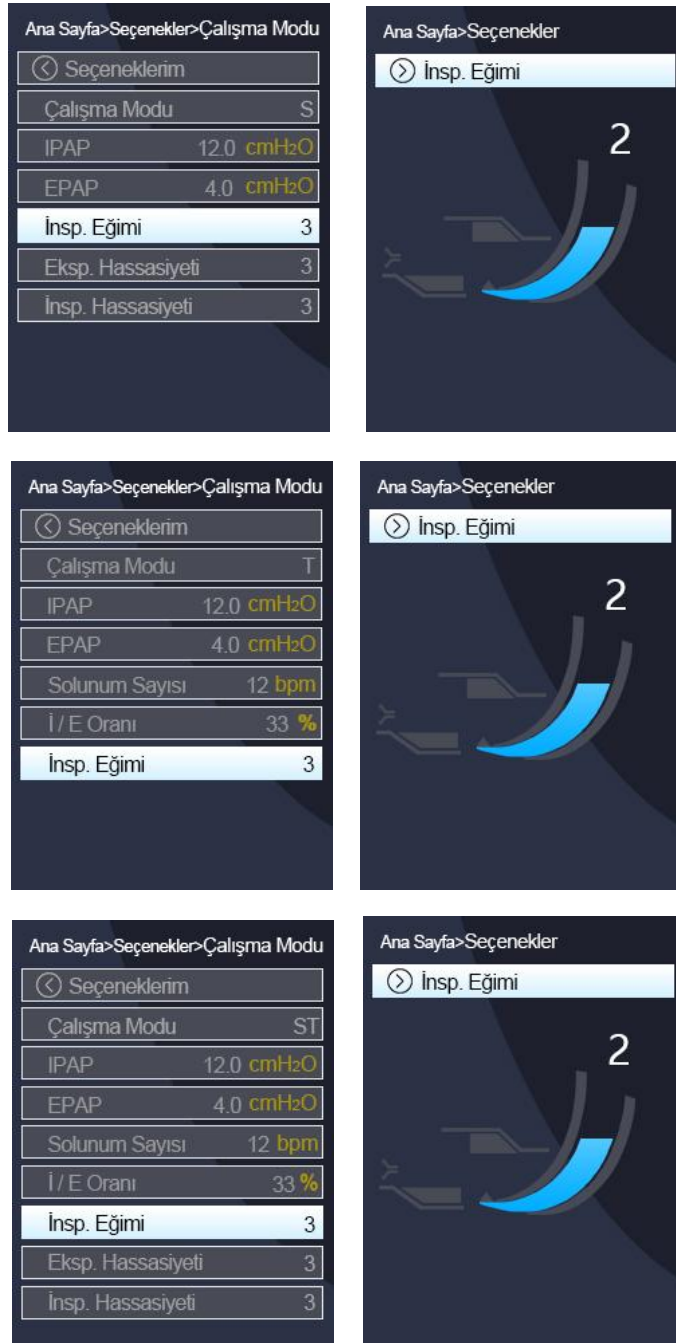 Ana Sayfa>Seçenekler>Çalışma Modu
Seçeneklerim
Çalışma Modu S
IPAP 12.0 cmH2O
EPAP 4.0 cmH2O
İnsp. Eğimi 3
Eksp. Hassasiyeti 3
İnsp. Hassasiyeti 3
Ana Sayfa>Seçenekler
İnsp. Eğimi
2
Ana Sayfa>Seçenekler>Çalışma Modu
Seçeneklerim
Çalışma Modu T
IPAP 12.0 cmH2O
EPAP 4.0 cmH2O
Solunum Sayısı 12 bpm
İ / E Oranı 33 %
İnsp. Eğimi 3
Ana Sayfa>Seçenekler
İnsp. Eğimi
2
Ana Sayfa>Seçenekler>Çalışma Modu
Seçeneklerim
Çalışma Modu ST
IPAP 12.0 cmH2O
EPAP 4.0 cmH2O
Solunum Sayısı 12 bpm
İ / E Oranı 33 %
İnsp. Eğimi 3
Eksp. Hassasiyeti 3
İnsp. Hassasiyeti 3
Ana Sayfa>Seçenekler
İnsp. Eğimi
2